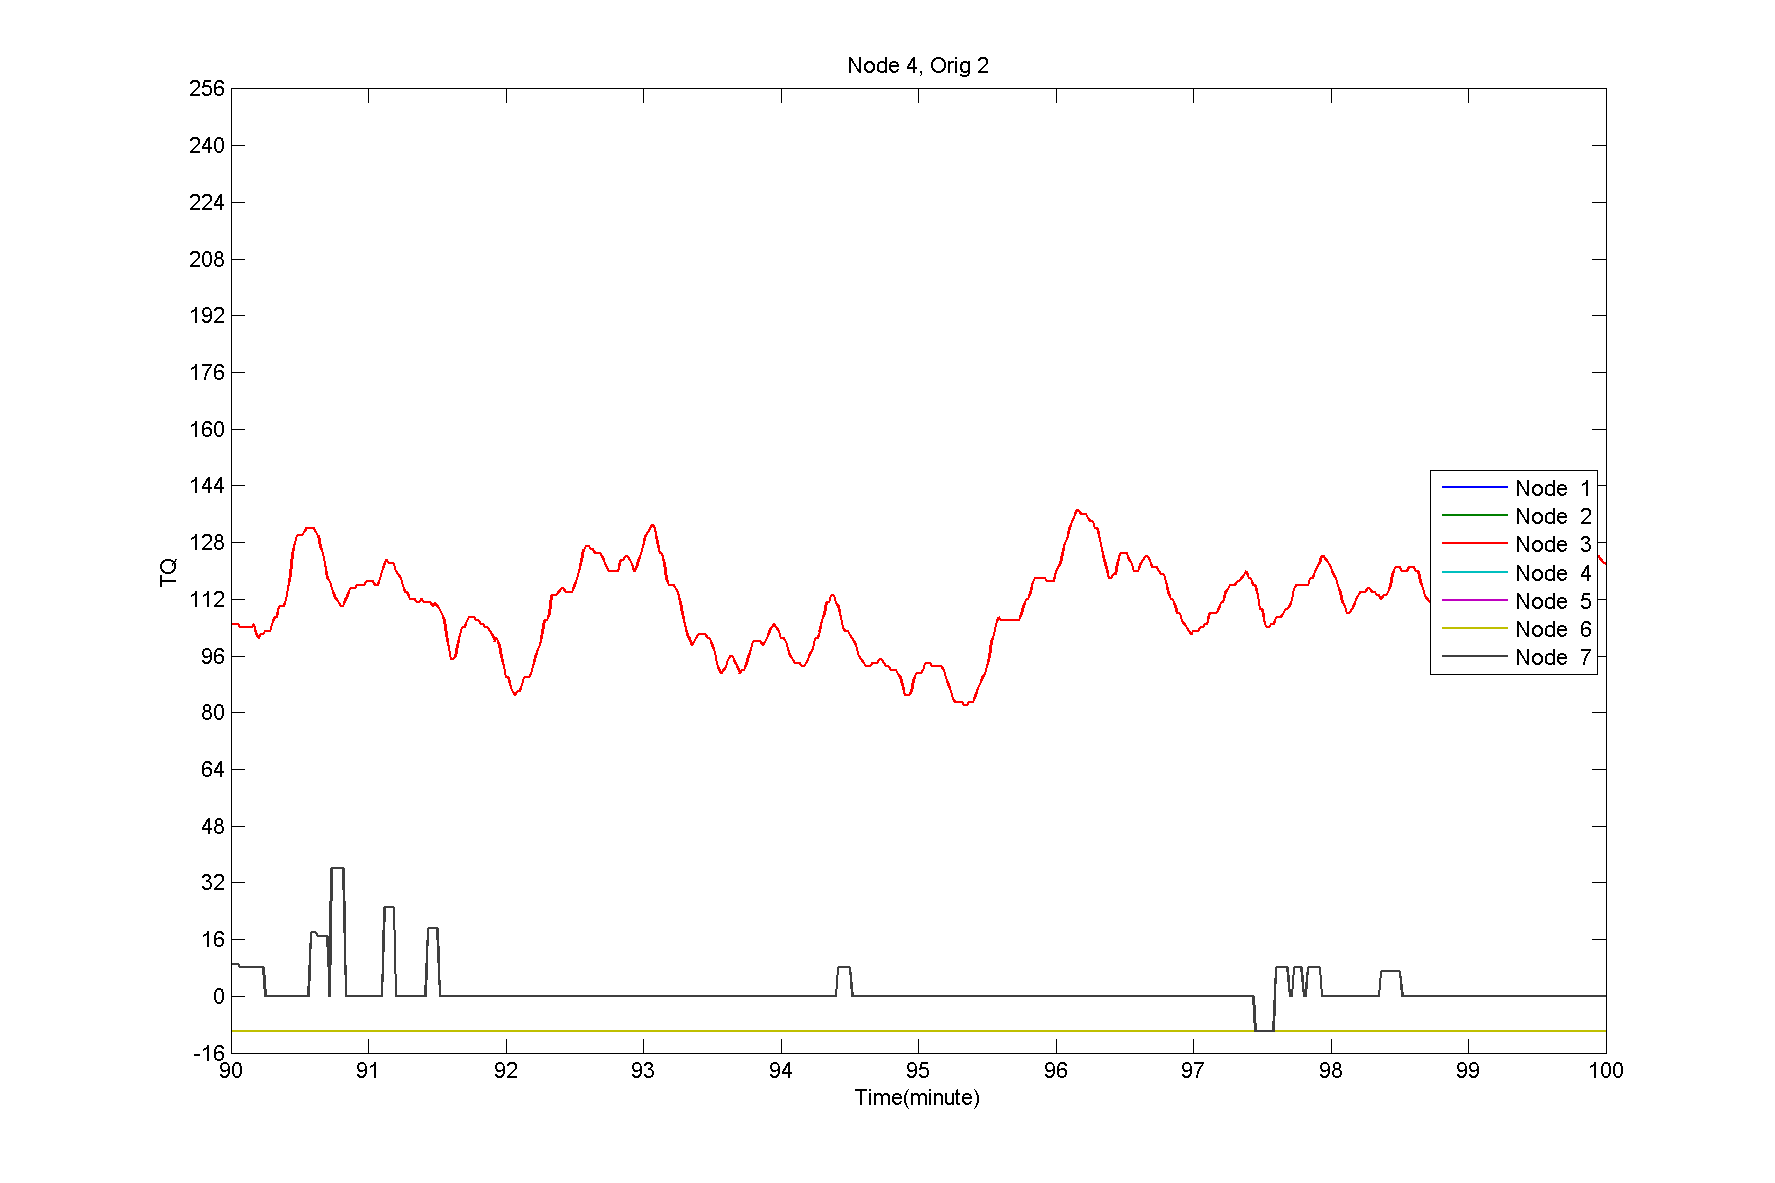 Node 4, Orig 2
256
240
224
208
192
176
160
144
128
112
96
80
64
48
32
16
0
-16
TQ
Node 1
Node 2
Node 3
Node 4
Node 5
Node 6
Node 7
90 91 92 93 94 95 96 97 98 99 100
Time(minute)